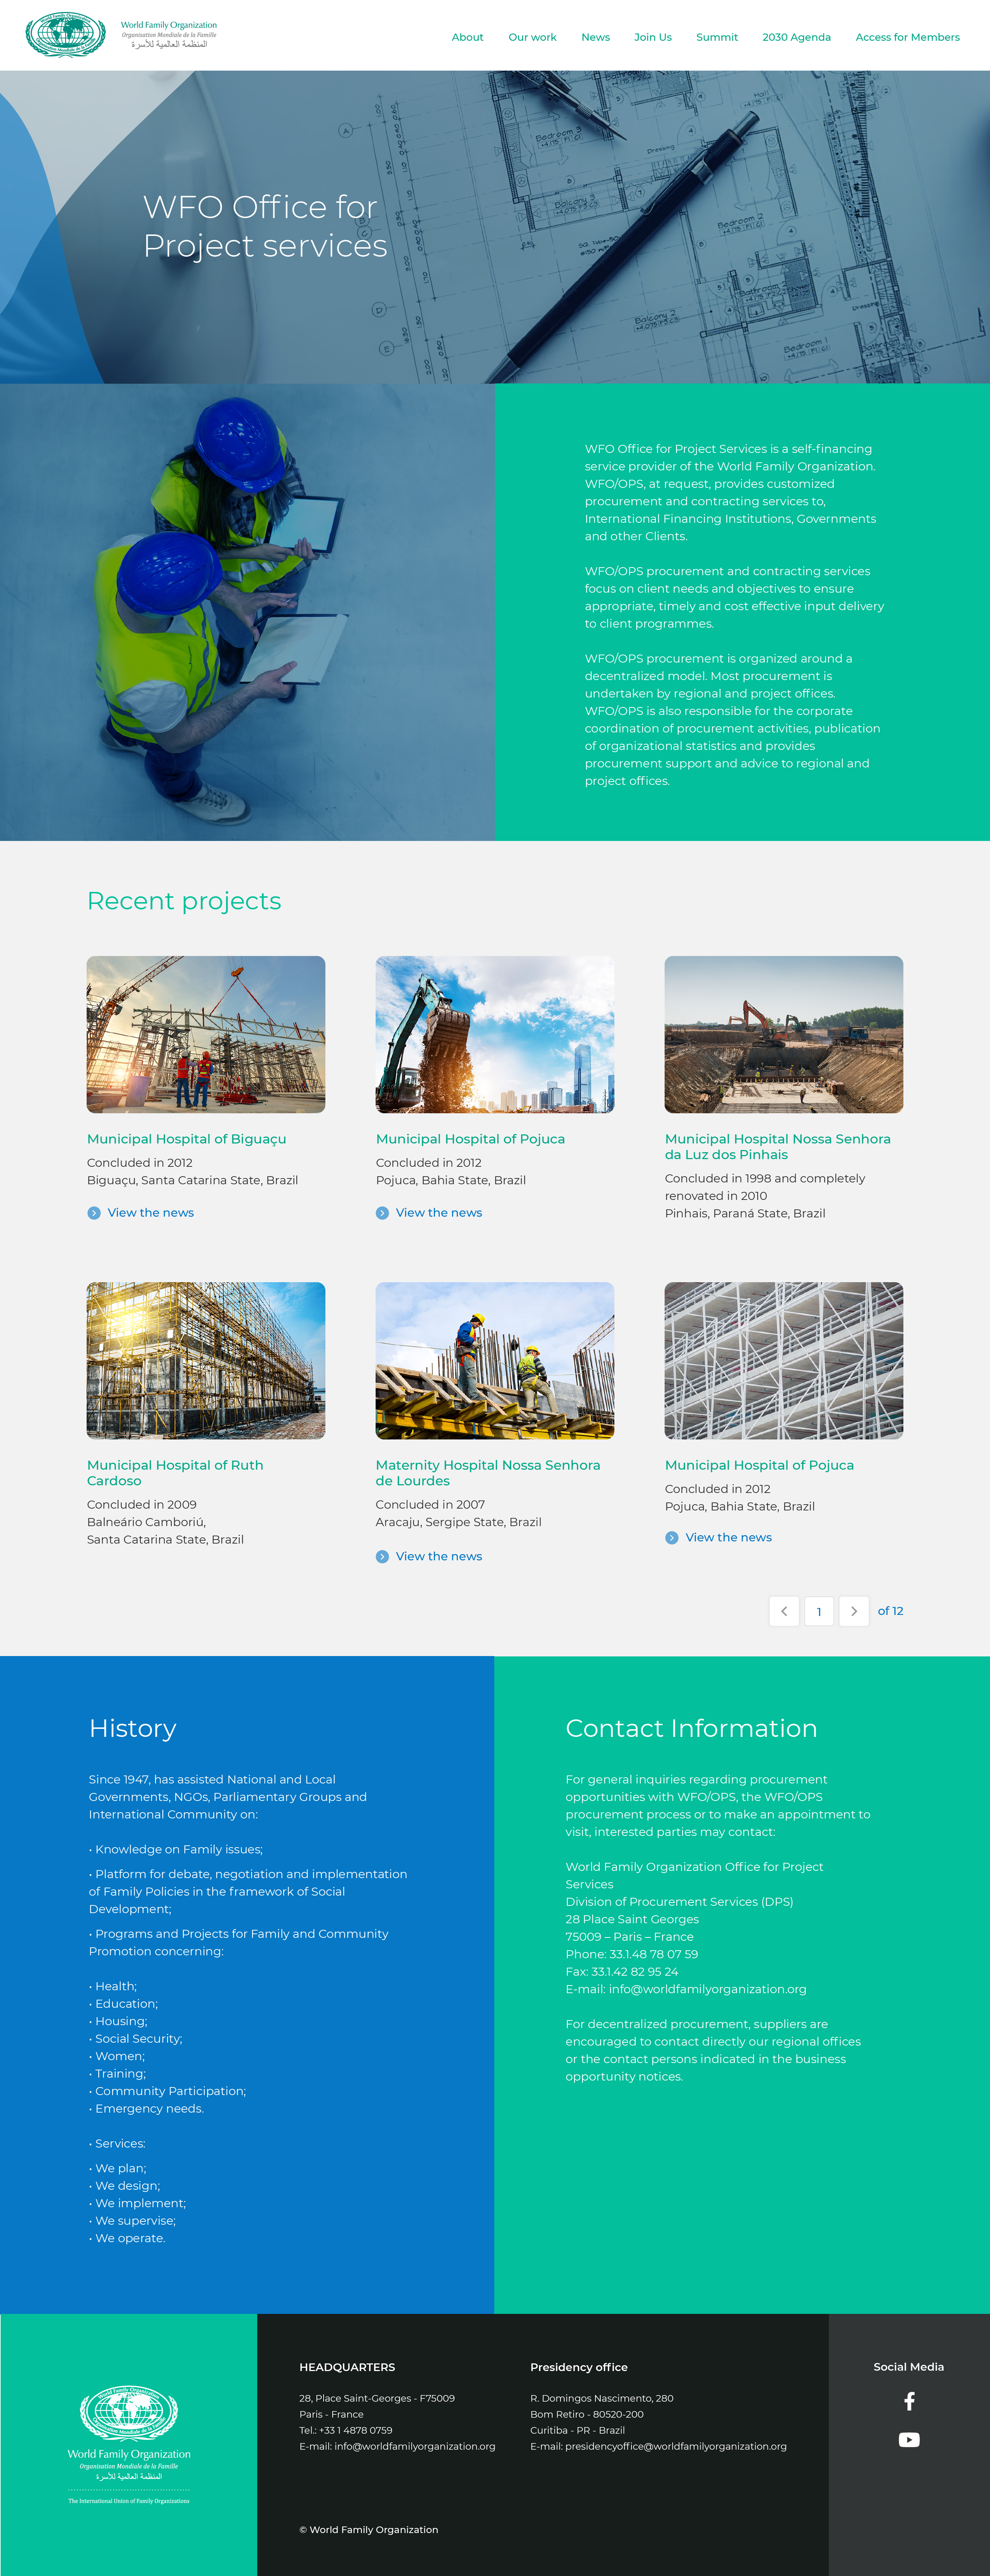 World Family Organization
Organisation Mondiale de la Famille
المنظمة العالمية للأسرة
About
Our work
News
Join Us
Summit
2030 Agenda
Access for Members
WFO Office for
Project services
Bedroom 3
Dressing
Balcony 2
Bedroom 2
Balcony 2
Bathroom
Bedroom 1
Bedroom 1
WFO Office for Project Services is a self-financing
service provider of the World Family Organization.
WFO/OPS, at request, provides customized
procurement and contracting services to,
International Financing Institutions, Governments
and other Clients.
WFO/OPS procurement and contracting services
focus on client needs and objectives to ensure
appropriate, timely and cost effective input delivery
to client programmes.
WFO/OPS procurement is organized around a
decentralized model. Most procurement is
undertaken by regional and project offices.
WFO/OPS is also responsible for the corporate
coordination of procurement activities, publication
of organizational statistics and provides
procurement support and advice to regional and
project offices.
Recent projects
Municipal Hospital of Biguaçu
Concluded in 2012
Biguaçu, Santa Catarina State, Brazil
View the news
Municipal Hospital of Pojuca
Concluded in 2012
Pojuca, Bahia State, Brazil
View the news
Municipal Hospital Nossa Senhora
da Luz dos Pinhais
Concluded in 1998 and completely
renovated in 2010
Pinhais, Paraná State, Brazil
Municipal Hospital of Ruth
Cardoso
Concluded in 2009
Balneário Camboriú,
Santa Catarina State, Brazil
Maternity Hospital Nossa Senhora
de Lourdes
Concluded in 2007
Aracaju, Sergipe State, Brazil
View the news
Municipal Hospital of Pojuca
Concluded in 2012
Pojuca, Bahia State, Brazil
View the news
1
of 12
History
Since 1947, has assisted National and Local
Governments, NGOs, Parliamentary Groups and
International Community on:
• Knowledge on Family issues;
• Platform for debate, negotiation and implementation
of Family Policies in the framework of Social
Development;
• Programs and Projects for Family and Community
Promotion concerning:
• Health;
• Education;
• Housing;
• Social Security;
• Women;
• Training;
• Community Participation;
• Emergency needs.
• Services:
• We plan;
• We design;
• We implement;
• We supervise;
• We operate.
Contact Information
For general inquiries regarding procurement
opportunities with WFO/OPS, the WFO/OPS
procurement process or to make an appointment to
visit, interested parties may contact:
World Family Organization Office for Project
Services
Division of Procurement Services (DPS)
28 Place Saint Georges
75009 – Paris – France
Phone: 33.1.48 78 07 59
Fax: 33.1.42 82 95 24
E-mail: info@worldfamilyorganization.org
For decentralized procurement, suppliers are
encouraged to contact directly our regional offices
or the contact persons indicated in the business
opportunity notices.
World Family Organization
Organisation Mondiale de la Famille
المنظمة العالمية للأسرة
The International Union of Family Organizations
HEADQUARTERS
28, Place Saint-Georges - F75009
Paris - France
Tel.: +33 1 4878 0759
E-mail: info@worldfamilyorganization.org
Presidency office
R. Domingos Nascimento, 280
Bom Retiro - 80520-200
Curitiba - PR - Brazil
E-mail: presidencyoffice@worldfamilyorganization.org
Social Media
© World Family Organization